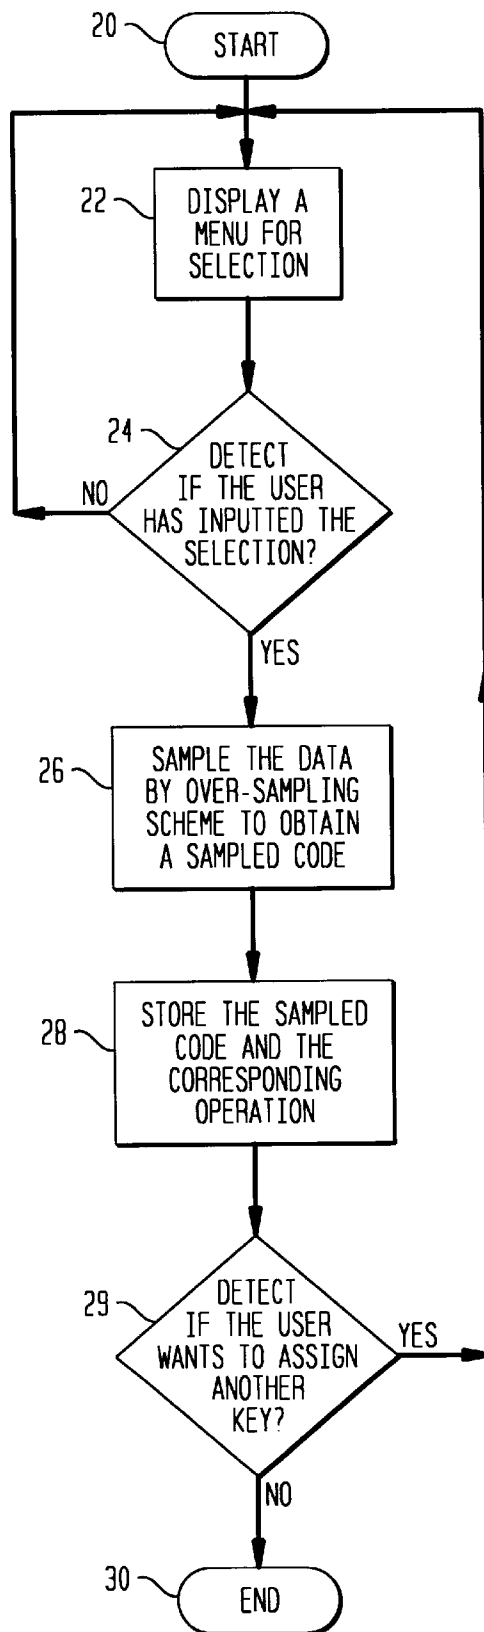 20
START
22
DISPLAY A
MENU FOR
SELECTION
24
DETECT
IF THE USER
HAS INPUTTED THE
SELECTION?
NO
YES
26
SAMPLE THE DATA
BY OVER-SAMPLING
SCHEME TO OBTAIN
A SAMPLED CODE
28
STORE THE SAMPLED
CODE AND THE
CORRESPONDING
OPERATION
29
DETECT
IF THE USER
WANTS TO ASSIGN
ANOTHER
KEY?
YES
NO
30
END